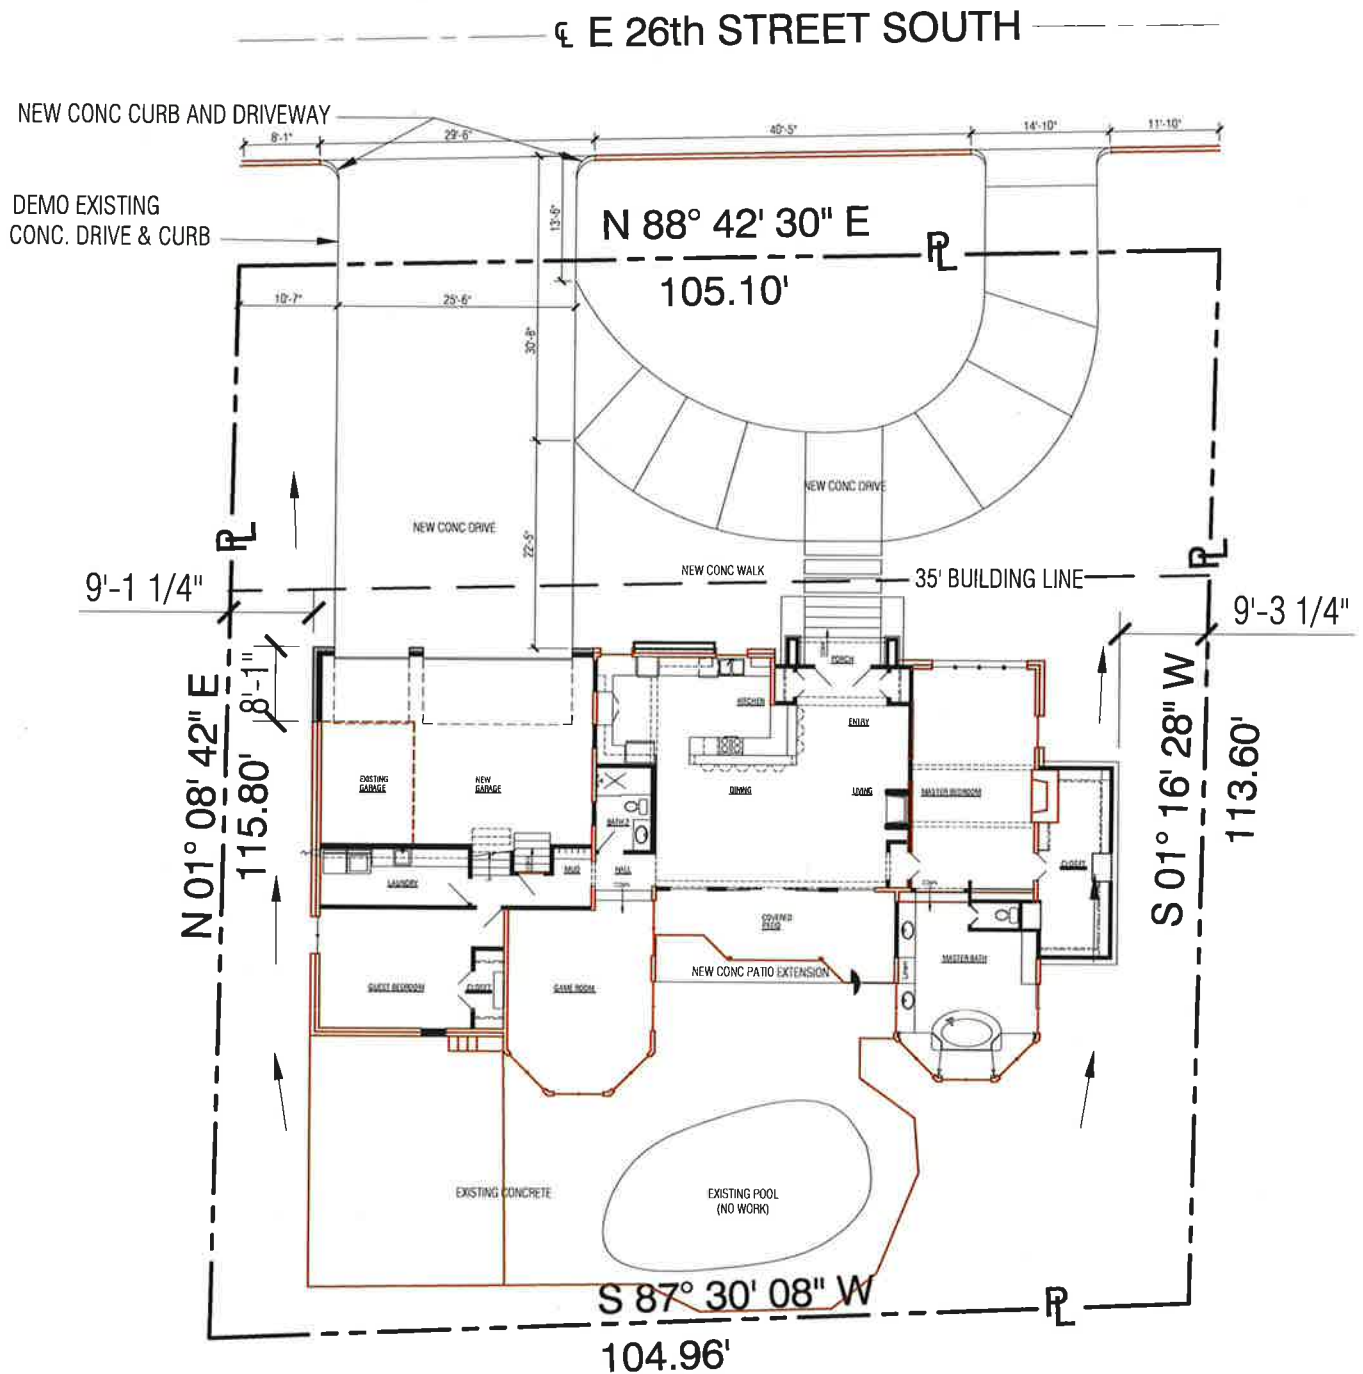 ℄ E 26th STREET SOUTH
NEW CONC CURB AND DRIVEWAY
8'-1"
29'-6"
40'-5"
14'-10"
11'-10"
DEMO EXISTING
CONC. DRIVE & CURB
13'-6"
N 88° 42' 30" E
PL
105.10'
10'-7"
25'-6"
30'-8"
NEW CONC DRIVE
NEW CONC DRIVE
22'-5"
PL
PL
NEW CONC WALK
35' BUILDING LINE
9'-1 1/4"
9'-3 1/4"
8'-1"
PORCH
KITCHEN
ENTRY
N 01° 08' 42" E
115.80'
S 01° 16' 28" W
113.60'
EXISTING
GARAGE
NEW
GARAGE
DINING
LIVING
MASTER BEDROOM
BATH 2
LAUNDRY
MUD
HALL
CLOSET
COVERED
PATIO
NEW CONC PATIO EXTENSION
MASTER BATH
GUEST BEDROOM
CLOSET
GAME ROOM
EXISTING CONCRETE
EXISTING POOL
(NO WORK)
S 87° 30' 08" W
PL
104.96'